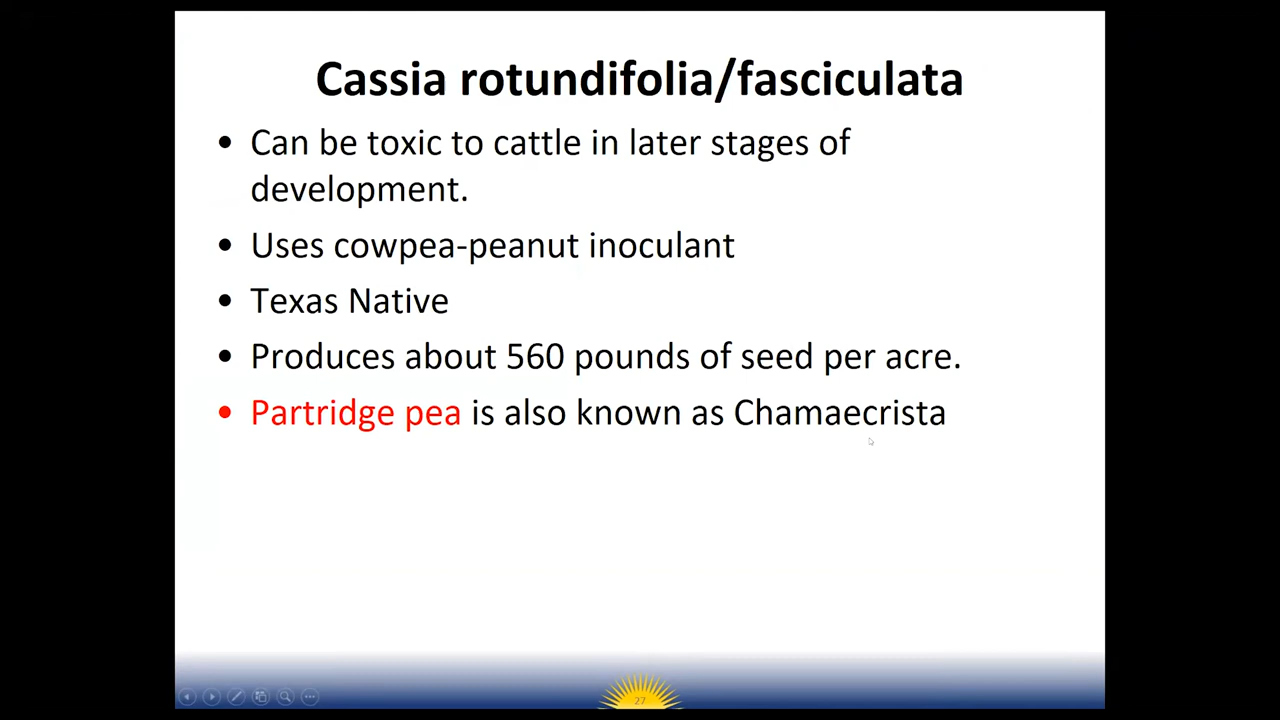 Cassia rotundifolia/fasciculata
• Can be toxic to cattle in later stages of
development.
• Uses cowpea-peanut inoculant
• Texas Native
• Produces about 560 pounds of seed per acre.
• Partridge pea is also known as Chamaecrista
27